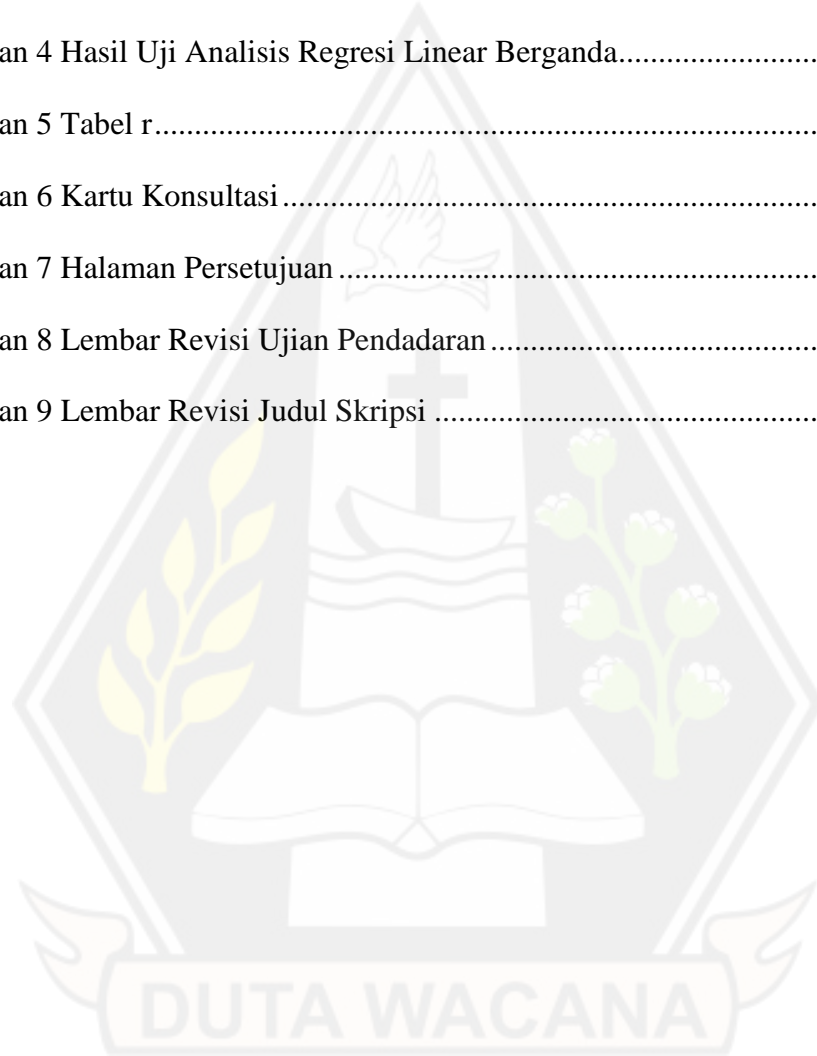 an 4 Hasil Uji Analisis Regresi Linear Berganda.........................
an 5 Tabel r..................................................................................
an 6 Kartu Konsultasi..................................................................
an 7 Halaman Persetujuan...........................................................
an 8 Lembar Revisi Ujian Pendadaran........................................
an 9 Lembar Revisi Judul Skripsi...............................................
DUTA WACANA